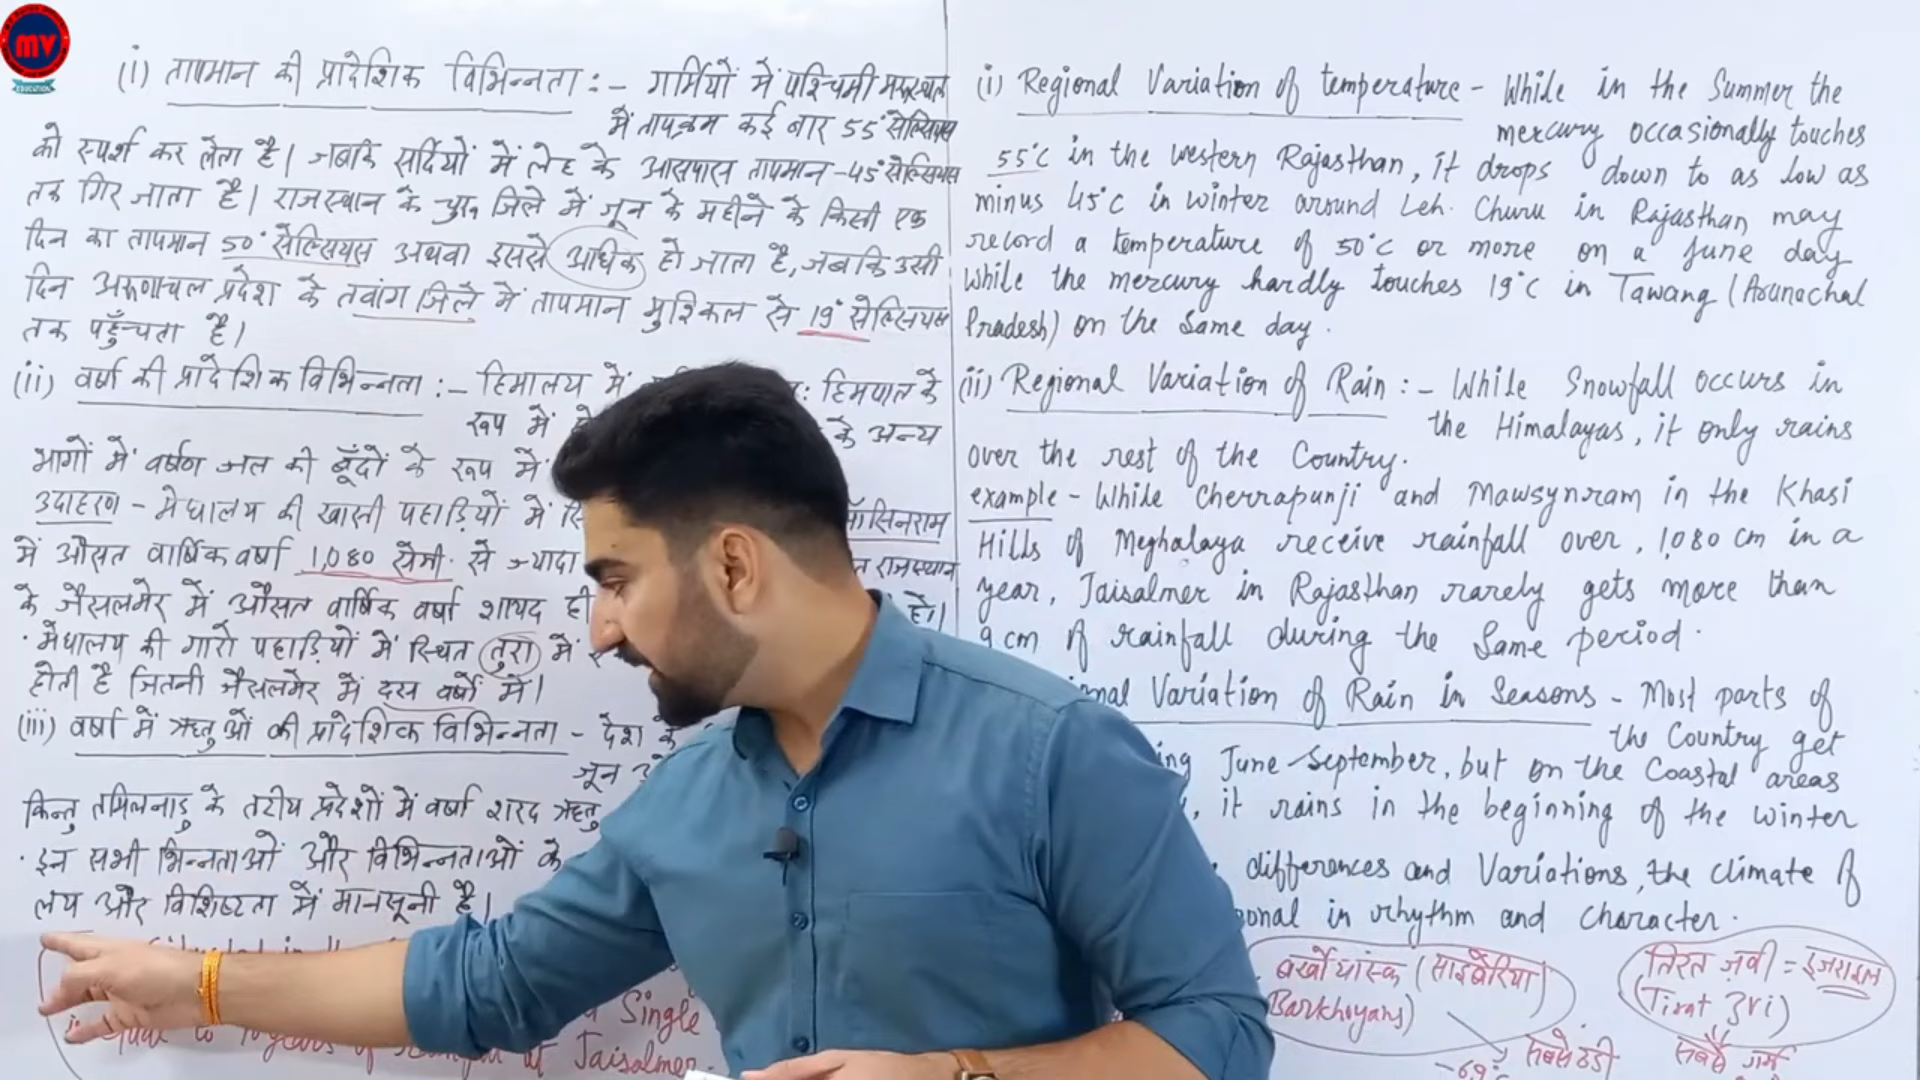 MV
EDUCATION
(i) तापमान की प्रादेशिक विभिन्नता :- गर्मियों में पश्चिमी मरुस्थल
में तापक्रम कई बार 55° सेल्सियस
को स्पर्श कर लेता है। जबकि सर्दियों में लेह के आसपास तापमान -45° सेल्सियस
तक गिर जाता है। राजस्थान के चुरू जिले में जून के महीने के किसी एक
दिन का तापमान 50° सेल्सियस अथवा इससे अधिक हो जाता है, जबकि उसी
दिन अरूणाचल प्रदेश के तवांग जिले में तापमान मुश्किल से 19° सेल्सियस
तक पहुँचता है।
(ii) वर्षा की प्रादेशिक विभिन्नता :- हिमालय में : हिमपात के
रूप में के अन्य
भागों में वर्षण जल की बूँदों के रूप में
उदाहरण - मेघालय की खासी पहाड़ियों में ॉसिनराम
में औसत वार्षिक वर्षा 1,080 सेमी. से ज्यादा राजस्थान
के जैसलमेर में औसत वार्षिक वर्षा शायद ही हो।
· मेघालय की गारो पहाड़ियों में स्थित तुरा में
होती है जितनी जैसलमेर में दस वर्षों में।
(iii) वर्षा में ऋतुओं की प्रादेशिक विभिन्नता - देश के
जून
किन्तु तमिलनाडु के तटीय प्रदेशों में वर्षा शरद ऋतु
· इन सभी भिन्नताओं और विभिन्नताओं के
लय और विशिष्टता में मानसूनी है।
Single
to 10 years of at Jaisalmer.
(i) Regional Variation of temperature - While in the Summer the
mercury occasionally touches
55°C in the western Rajasthan, it drops down to as low as
minus 45°C in winter around Leh. Churu in Rajasthan may
record a temperature of 50°C or more on a June day
while the mercury hardly touches 19°C in Tawang (Arunachal
Pradesh) on the same day.
(ii) Regional Variation of Rain :- While Snowfall occurs in
the Himalayas, it only rains
over the rest of the Country.
example - While Cherrapunji and Mawsynram in the Khasi
Hills of Meghalaya receive rainfall over, 1,080 cm in a
year, Jaisalmer in Rajasthan rarely gets more than
9 cm of rainfall during the same period.
nal Variation of Rain in Seasons - Most parts of
the Country get
ing June-September, but on the Coastal areas
, it rains in the beginning of the winter
differences and Variations, the climate of
onal in rhythm and character.
बर्खोयांस्क (साइबेरिया)
Barkhoyans)
सबसे ठंडी
तिरत ज़वी = इजराइल
(Tirat Zvi)
सबसे गर्म